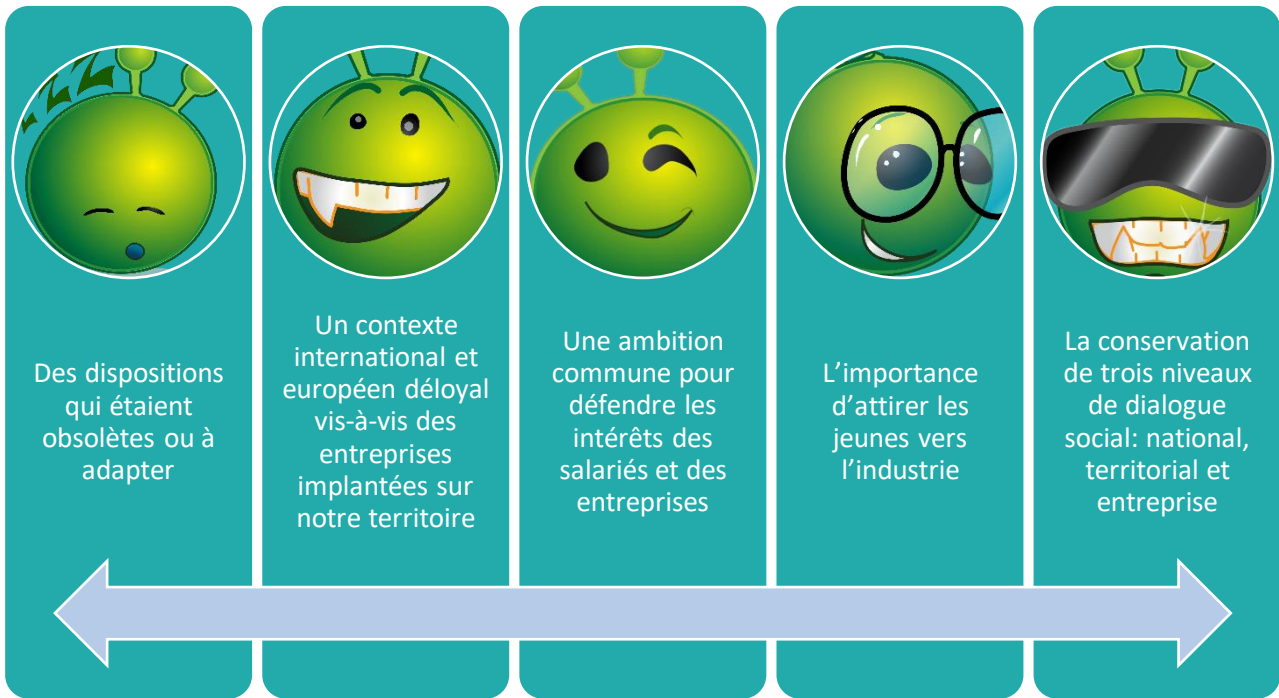 Des dispositions
qui étaient
obsolètes ou à
adapter
Un contexte
international et
européen déloyal
vis-à-vis des
entreprises
implantées sur
notre territoire
Une ambition
commune pour
défendre les
intérêts des
salariés et des
entreprises
L’importance
d’attirer les
jeunes vers
l’industrie
La conservation
de trois niveaux
de dialogue
social: national,
territorial et
entreprise